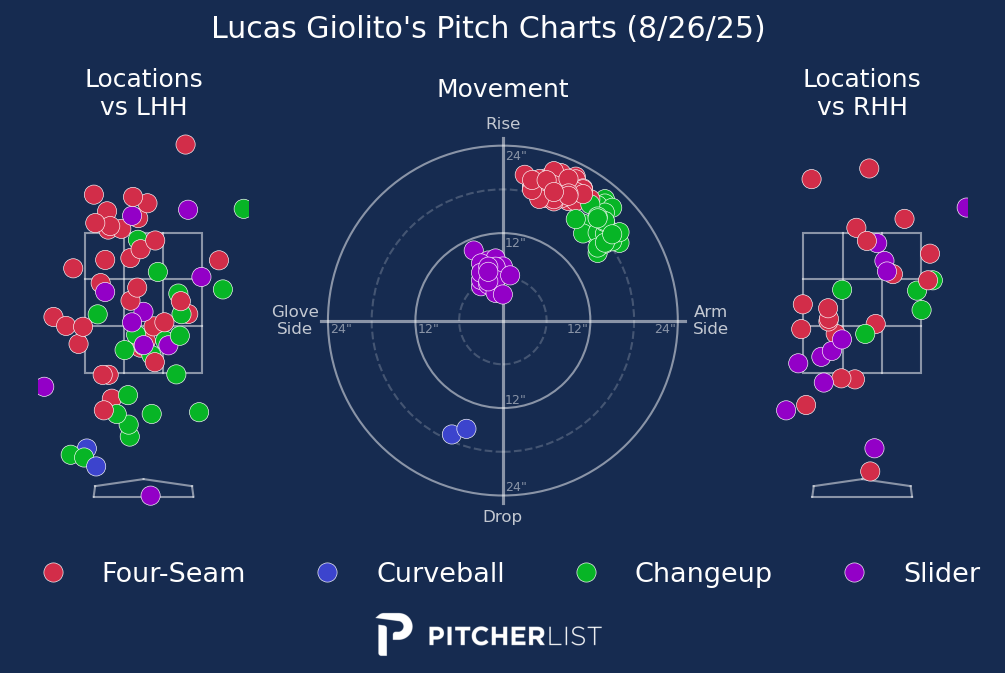 Lucas Giolito's Pitch Charts (8/26/25)
Locations
vs LHH
Movement
Locations
vs RHH
Rise
24"
12"
Glove
Side
24"
12"
12"
24"
Arm
Side
12"
24"
Drop
Four-Seam
Curveball
Changeup
Slider
PITCHERLIST